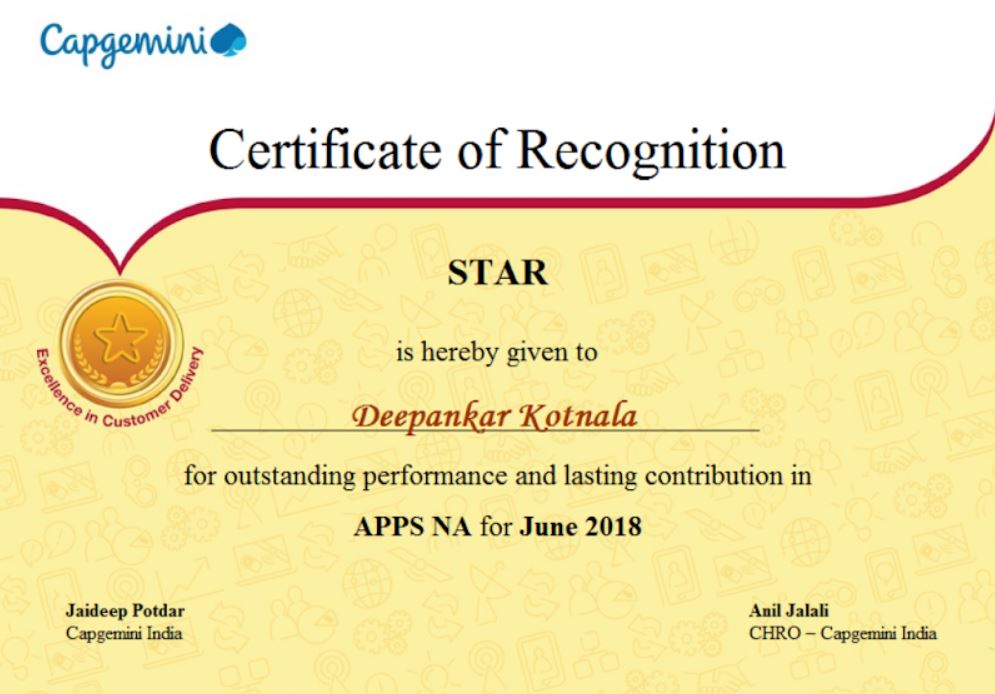 Capgemini
Certificate of Recognition
STAR
is hereby given to
Excellence in Customer Delivery
Deepankar Kotnala
for outstanding performance and lasting contribution in
APPS NA for June 2018
Jaideep Potdar
Capgemini India
Anil Jalali
CHRO – Capgemini India